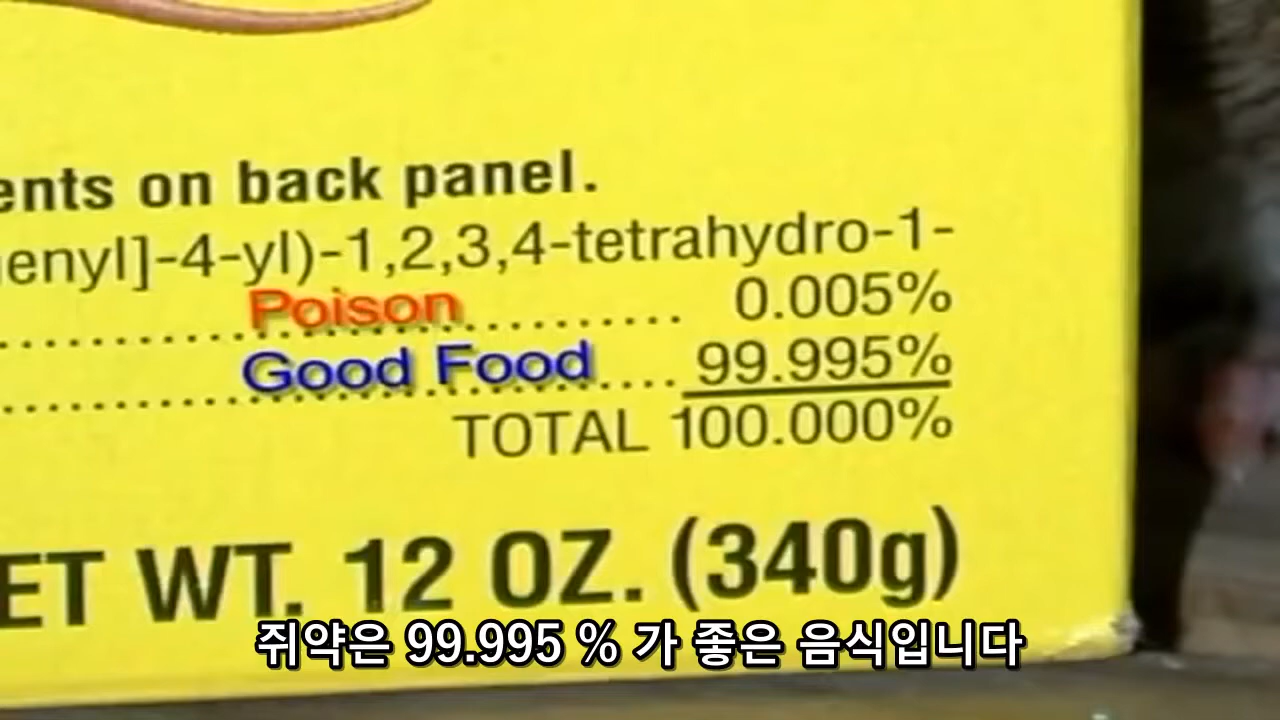 ents on back panel.
enyl]-4-yl)-1,2,3,4-tetrahydro-1-
Poison 0.005%
Good Food 99.995%
TOTAL 100.000%
ET WT. 12 OZ. (340g)
쥐약은 99.995 % 가 좋은 음식입니다